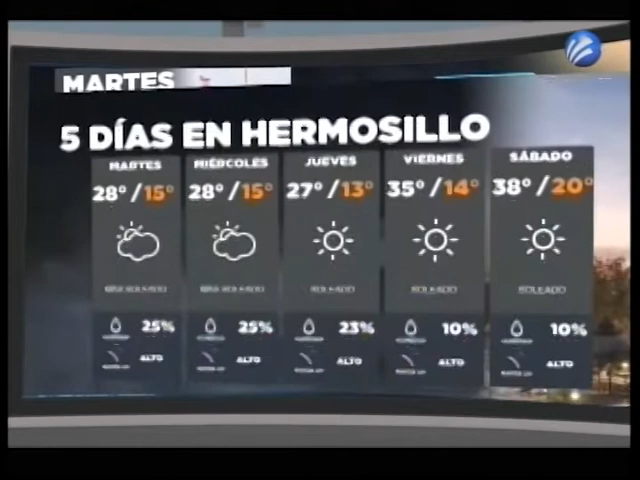 MARTES
5 DÍAS EN HERMOSILLO
MARTES MIÉRCOLES JUEVES VIERNES SÁBADO
28°/15° 28°/15° 27°/13° 35°/14° 38°/20°
SOLEADO SOLEADO SOLEADO
25% 25% 23% 10% 10%
ALTO ALTO ALTO ALTO ALTO